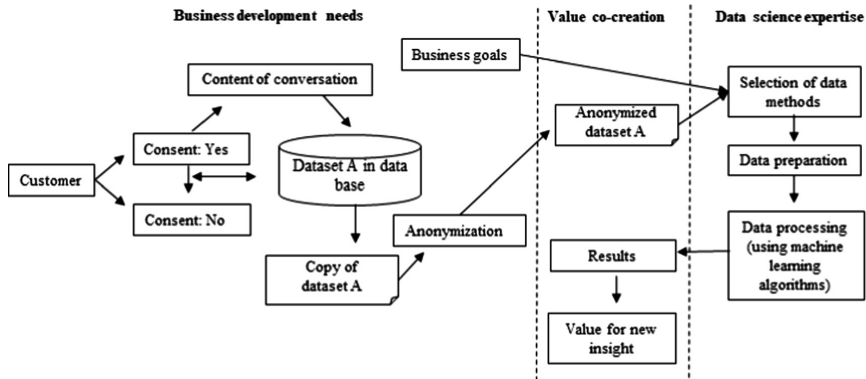 Business development needs
Value co-creation
Data science expertise
Business goals
Content of conversation
Selection of data
methods
Anonymized
dataset A
Consent: Yes
Dataset A in data
base
Data preparation
Customer
Consent: No
Anonymization
Data processing
(using machine
learning
algorithms)
Results
Copy of
dataset A
Value for new
insight